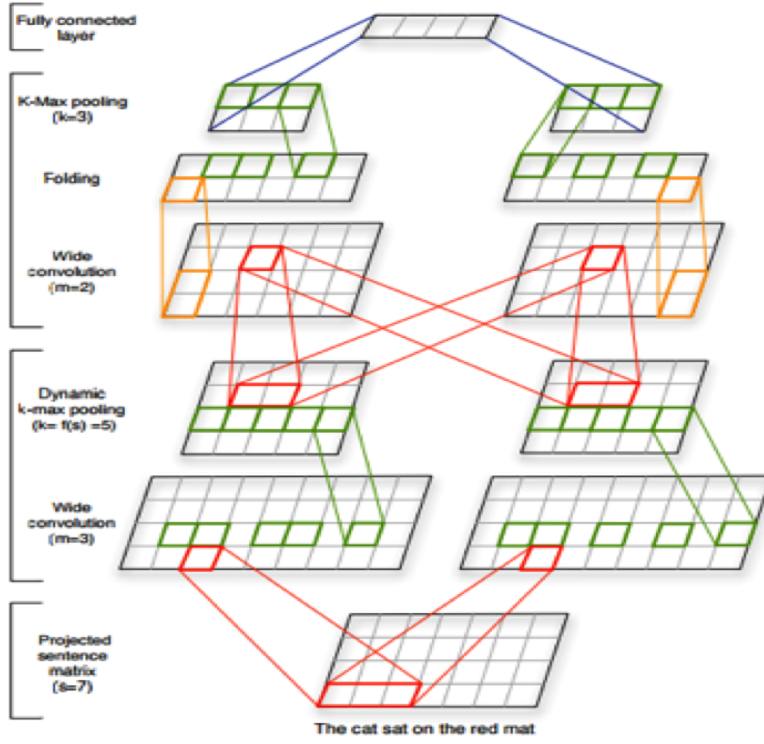 Fully connected
layer
K-Max pooling
(k=3)
Folding
Wide
convolution
(m=2)
Dynamic
k-max pooling
(k= f(s) =5)
Wide
convolution
(m=3)
Projected
sentence
matrix
(s=7)
The cat sat on the red mat